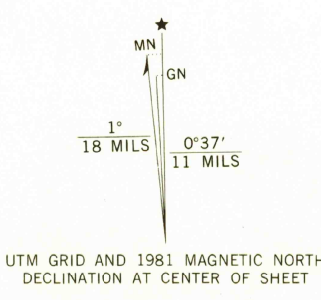 MN
GN
1°
18 MILS
0°37′
11 MILS
UTM GRID AND 1981 MAGNETIC NORTH
DECLINATION AT CENTER OF SHEET